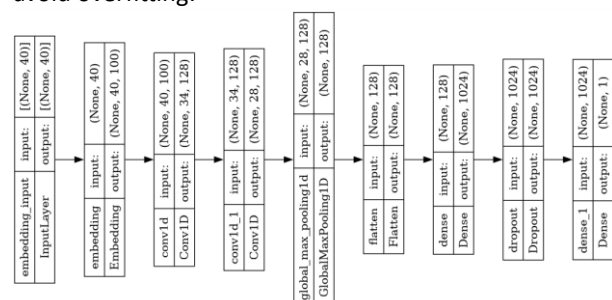 avoid overfitting.
embedding_input input: [(None, 40)]
InputLayer output: [(None, 40)]
embedding input: (None, 40)
Embedding output: (None, 40, 100)
conv1d input: (None, 40, 100)
Conv1D output: (None, 34, 128)
conv1d_1 input: (None, 34, 128)
Conv1D output: (None, 28, 128)
global_max_pooling1d input: (None, 28, 128)
GlobalMaxPooling1D output: (None, 128)
flatten input: (None, 128)
Flatten output: (None, 128)
dense input: (None, 128)
Dense output: (None, 1024)
dropout input: (None, 1024)
Dropout output: (None, 1024)
dense_1 input: (None, 1024)
Dense output: (None, 1)